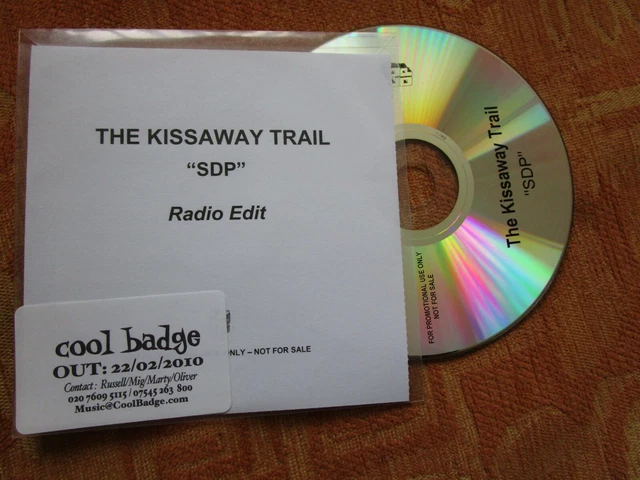 THE KISSAWAY TRAIL
“SDP”
Radio Edit
ONLY – NOT FOR SALE
cool badge
OUT: 22/02/2010
Contact: Russell/Mig/Marty/Oliver
020 7609 5115 / 07545 263 800
Music@CoolBadge.com
The Kissaway Trail
"SDP"
FOR PROMOTIONAL USE ONLY
NOT FOR SALE